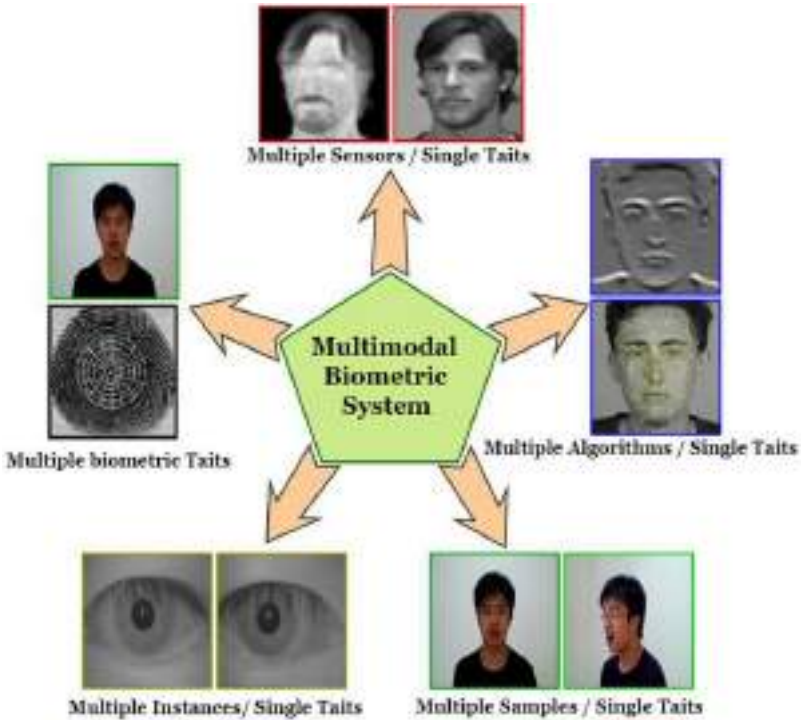 Multiple Sensors / Single Taits
Multimodal
Biometric
System
Multiple biometric Taits
Multiple Algorithms / Single Taits
Multiple Instances/ Single Taits
Multiple Samples / Single Taits